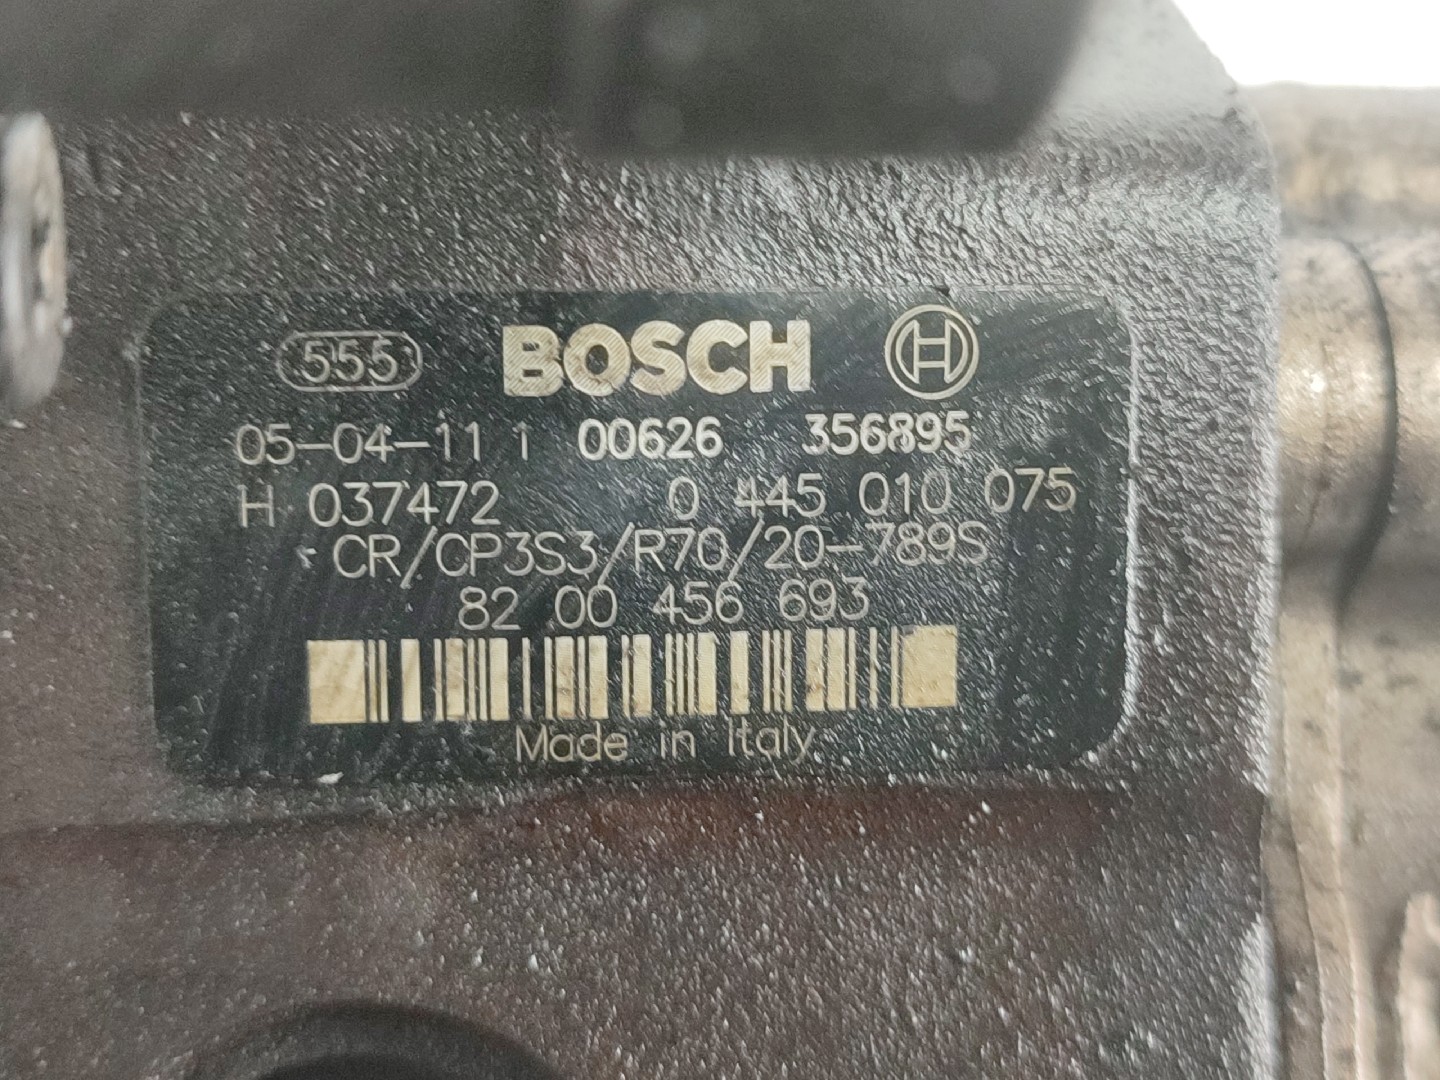 555 BOSCH H
05-04-11 1 00626 356895
H 037472 0 445 010 075
CR/CP3S3/R70/20-789S
82 00 456 693
Made in Italy